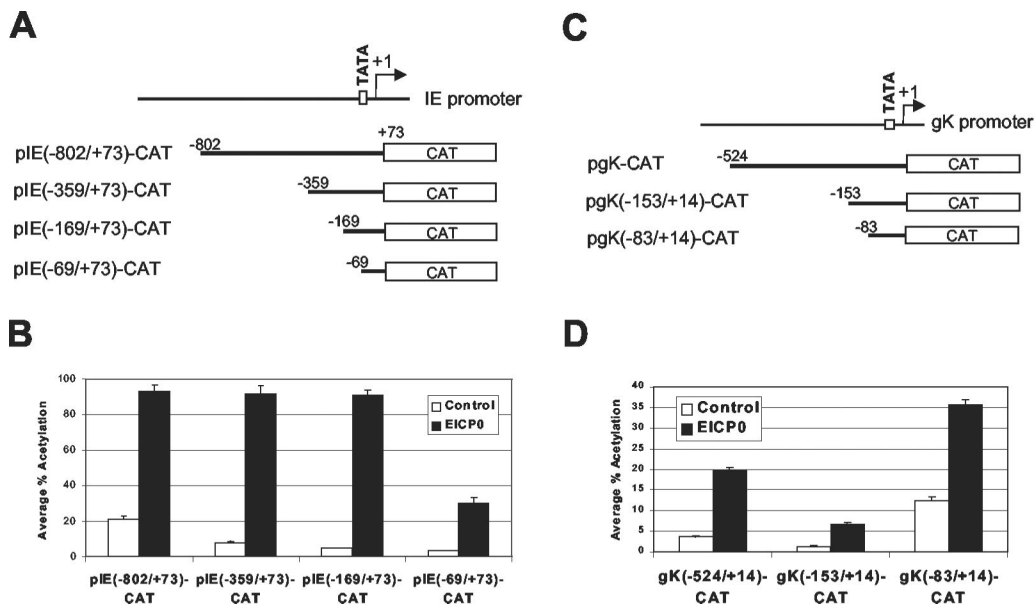 A
TATA
+1
IE promoter
+73
pIE(-802/+73)-CAT
-802
CAT
pIE(-359/+73)-CAT
-359
CAT
pIE(-169/+73)-CAT
-169
CAT
pIE(-69/+73)-CAT
-69
CAT
B
Average % Acetylation
100
80
60
40
20
0
Control
EICP0
pIE(-802/+73)-
CAT
pIE(-359/+73)-
CAT
pIE(-169/+73)-
CAT
pIE(-69/+73)-
CAT
C
TATA
+1
gK promoter
pgK-CAT
-524
CAT
pgK(-153/+14)-CAT
-153
CAT
pgK(-83/+14)-CAT
-83
CAT
D
Average % Acetylation
40
35
30
25
20
15
10
5
0
Control
EICP0
gK(-524/+14)-
CAT
gK(-153/+14)-
CAT
gK(-83/+14)-
CAT